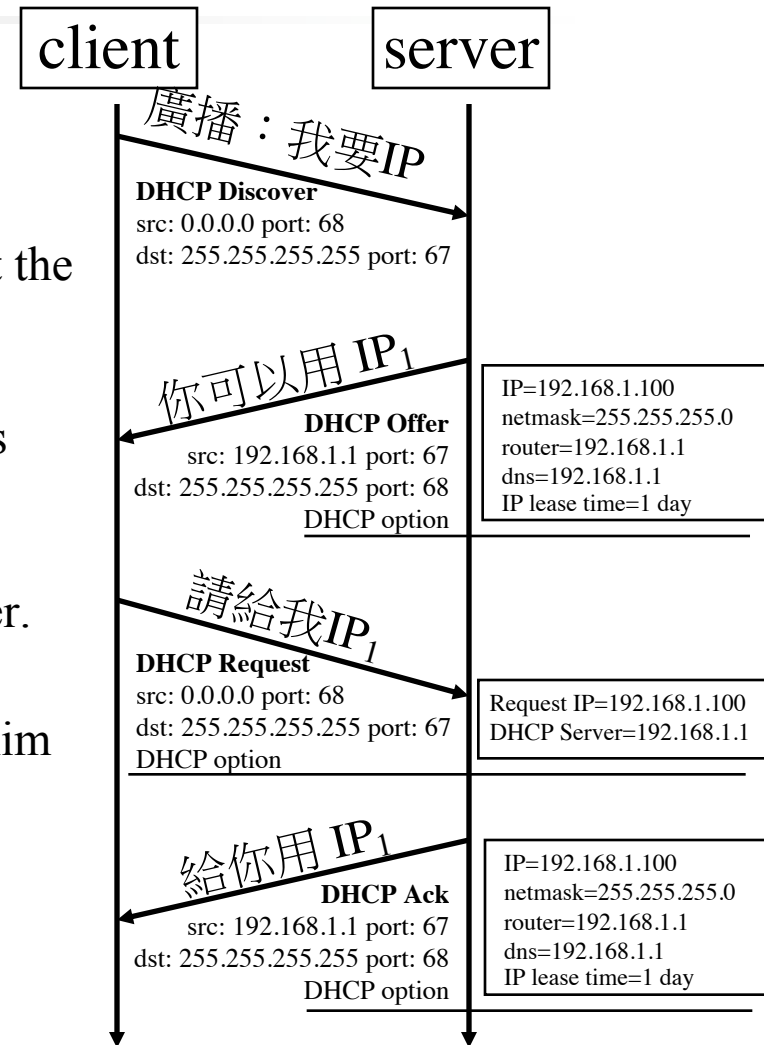 client
server
廣播：我要IP
DHCP Discover
src: 0.0.0.0 port: 68
dst: 255.255.255.255 port: 67
the
你可以用 IP₁
DHCP Offer
src: 192.168.1.1 port: 67
dst: 255.255.255.255 port: 68
DHCP option
IP=192.168.1.100
netmask=255.255.255.0
router=192.168.1.1
dns=192.168.1.1
IP lease time=1 day
請給我IP₁
DHCP Request
src: 0.0.0.0 port: 68
dst: 255.255.255.255 port: 67
DHCP option
Request IP=192.168.1.100
DHCP Server=192.168.1.1
給你用 IP₁
DHCP Ack
src: 192.168.1.1 port: 67
dst: 255.255.255.255 port: 68
DHCP option
IP=192.168.1.100
netmask=255.255.255.0
router=192.168.1.1
dns=192.168.1.1
IP lease time=1 day